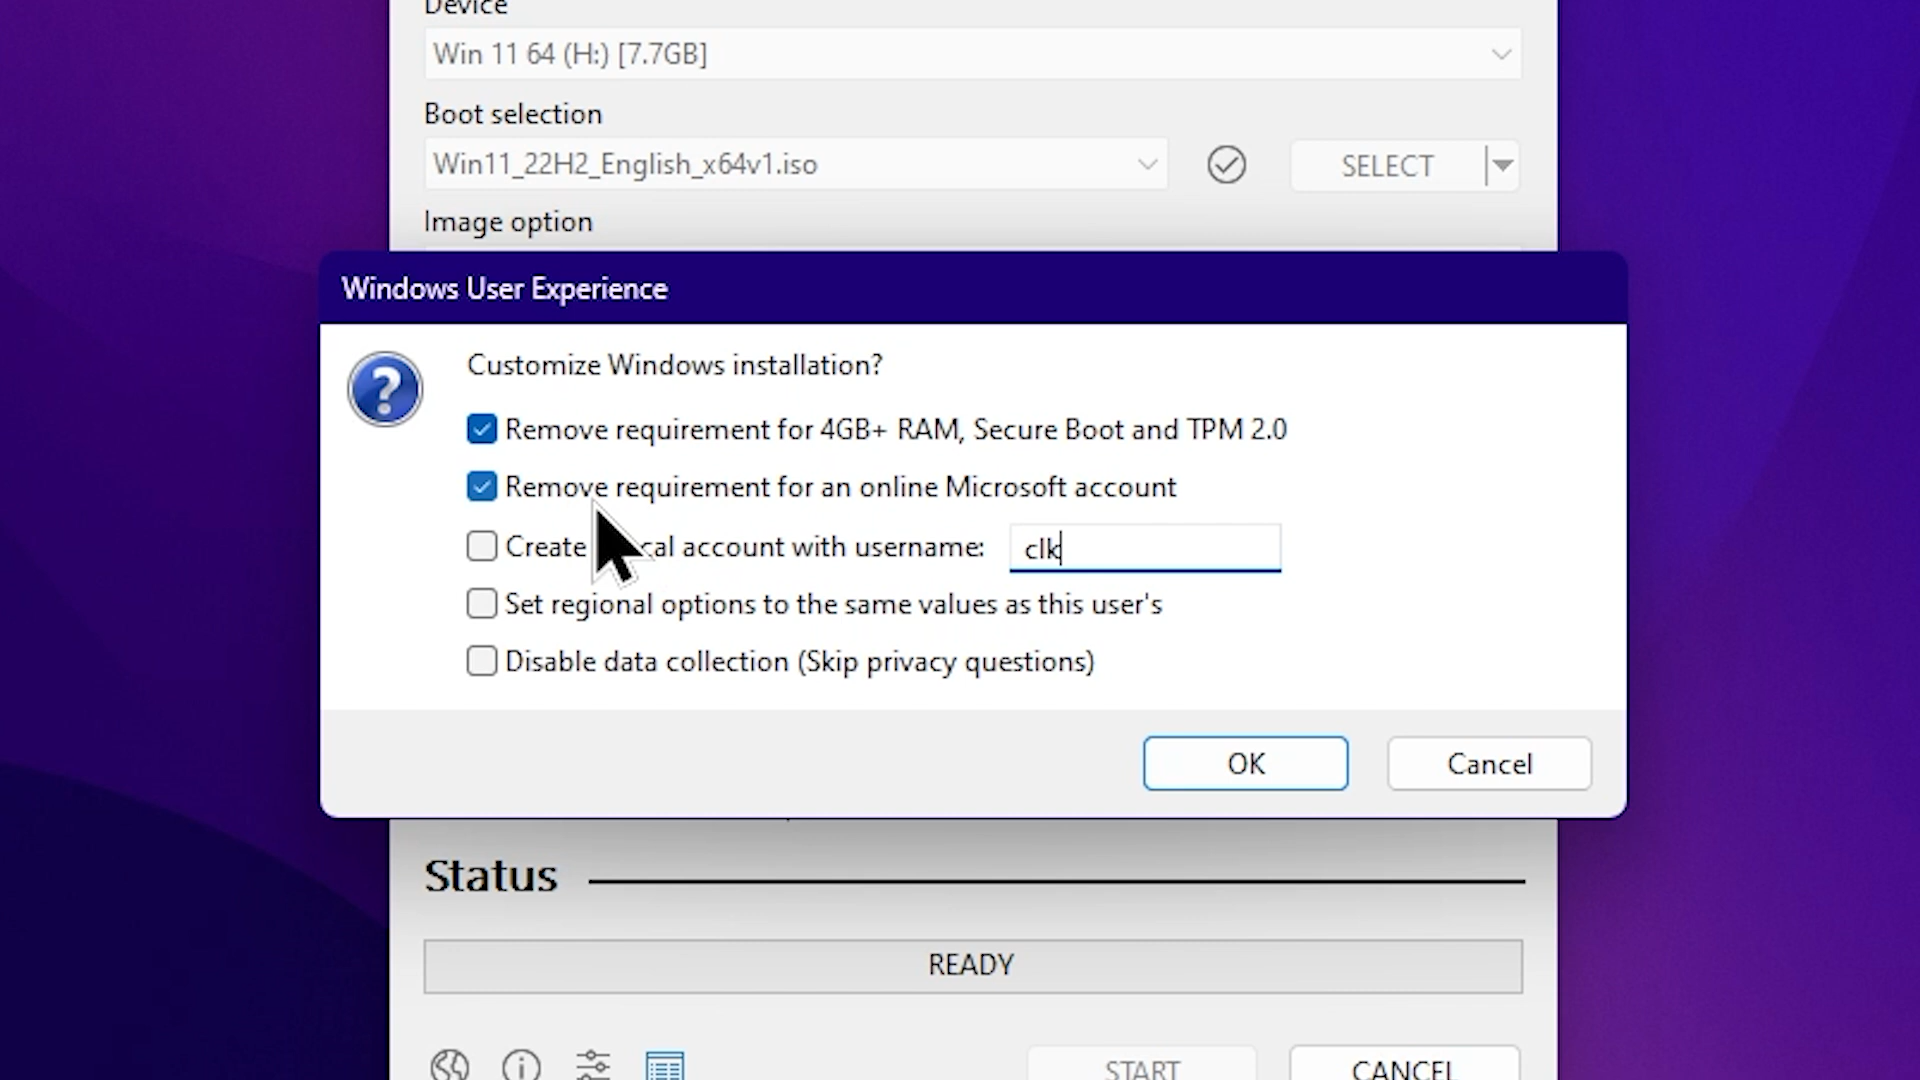 Device
Win 11 64 (H:) [7.7GB]
Boot selection
Win11_22H2_English_x64v1.iso
SELECT
Image option
Windows User Experience
Customize Windows installation?
Remove requirement for 4GB+ RAM, Secure Boot and TPM 2.0
Remove requirement for an online Microsoft account
Create cal account with username: clk
Set regional options to the same values as this user's
Disable data collection (Skip privacy questions)
OK Cancel
Status
READY
START CANCEL